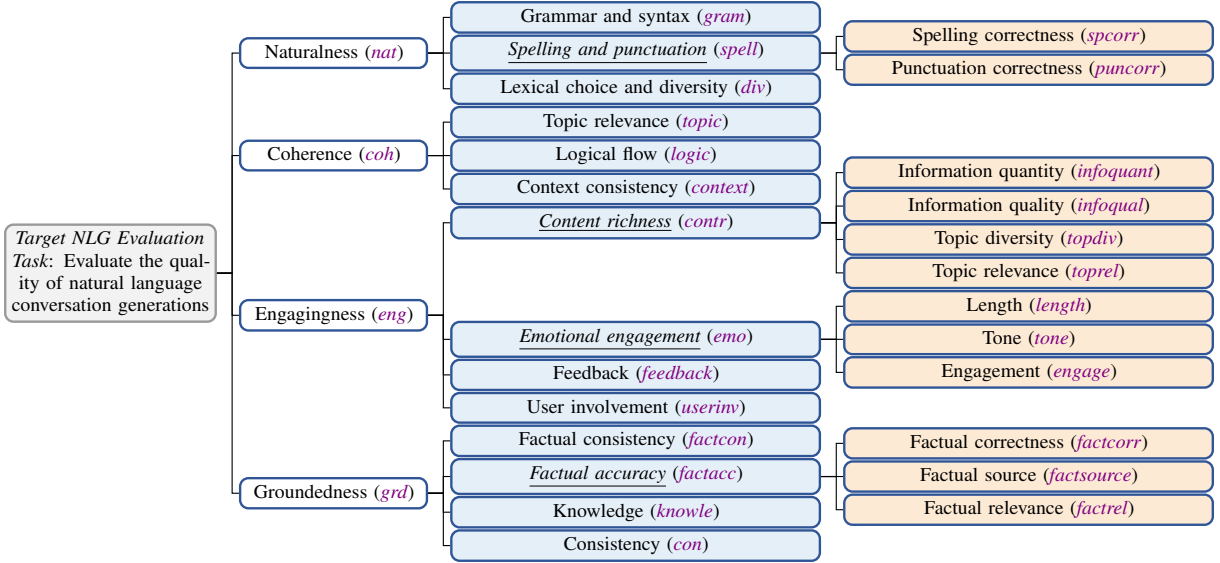 Target NLG Evaluation
Task: Evaluate the qual-
ity of natural language
conversation generations
Naturalness (nat)
Coherence (coh)
Engagingness (eng)
Groundedness (grd)
Grammar and syntax (gram)
Spelling and punctuation (spell)
Lexical choice and diversity (div)
Topic relevance (topic)
Logical flow (logic)
Context consistency (context)
Content richness (contr)
Emotional engagement (emo)
Feedback (feedback)
User involvement (userinv)
Factual consistency (factcon)
Factual accuracy (factacc)
Knowledge (knowle)
Consistency (con)
Spelling correctness (spcorr)
Punctuation correctness (puncorr)
Information quantity (infoquant)
Information quality (infoqual)
Topic diversity (topdiv)
Topic relevance (toprel)
Length (length)
Tone (tone)
Engagement (engage)
Factual correctness (factcorr)
Factual source (factsource)
Factual relevance (factrel)